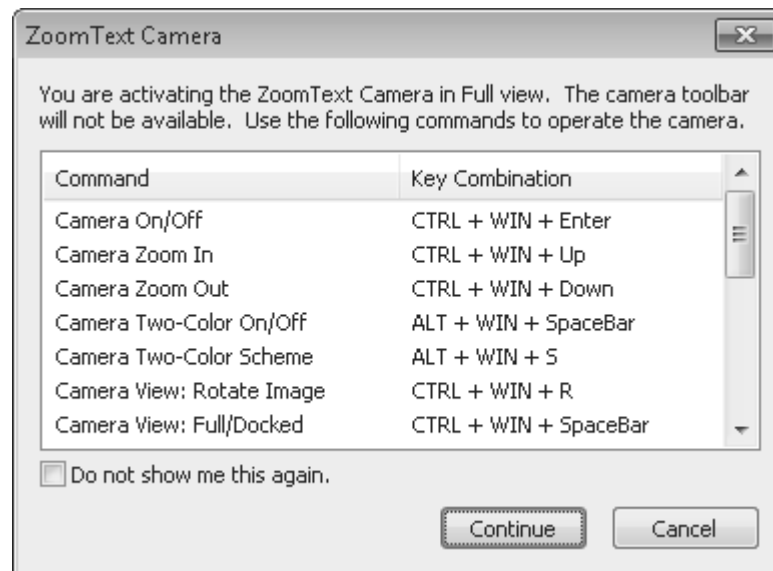 ZoomText Camera
You are activating the ZoomText Camera in Full view.  The camera toolbar
will not be available.  Use the following commands to operate the camera.
Command Key Combination
Camera On/Off CTRL + WIN + Enter
Camera Zoom In CTRL + WIN + Up
Camera Zoom Out CTRL + WIN + Down
Camera Two-Color On/Off ALT + WIN + SpaceBar
Camera Two-Color Scheme ALT + WIN + S
Camera View: Rotate Image CTRL + WIN + R
Camera View: Full/Docked CTRL + WIN + SpaceBar
Do not show me this again.
Continue Cancel